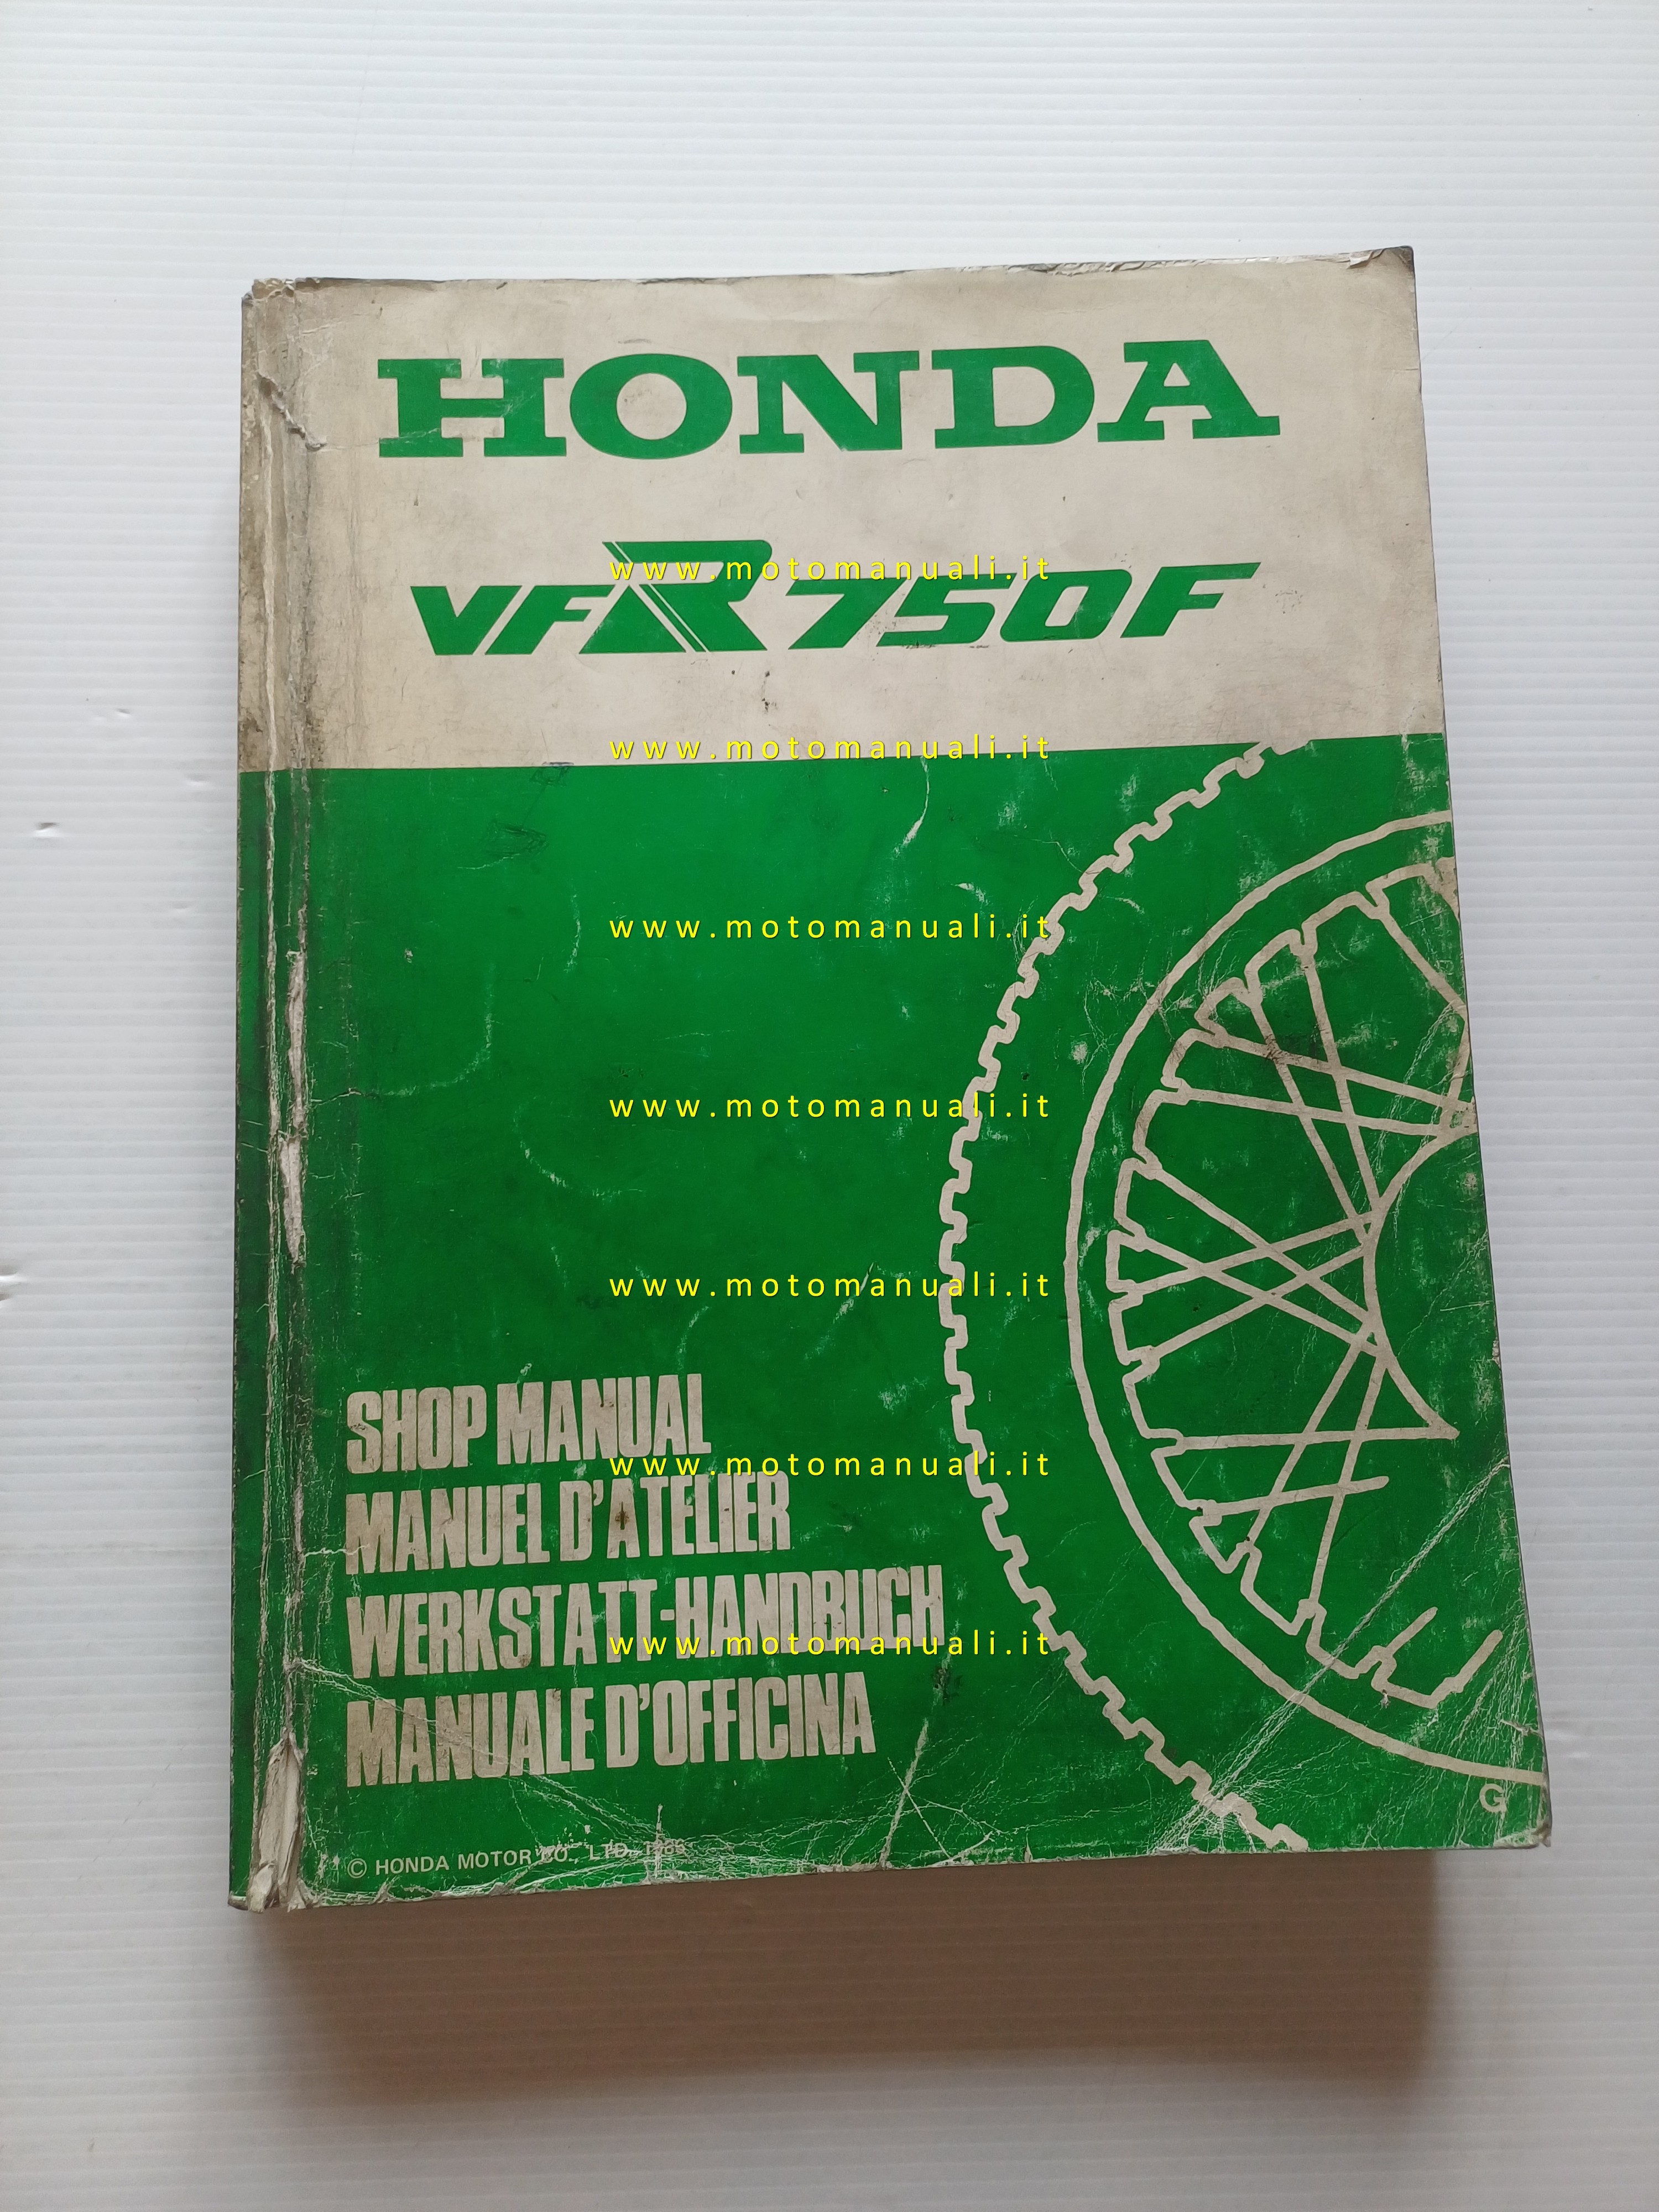 HONDA
VFR750F
www.motomanuali.it
www.motomanuali.it
www.motomanuali.it
www.motomanuali.it
www.motomanuali.it
SHOP MANUAL
www.motomanuali.it
MANUEL D'ATELIER
WERKSTATT-HANDBUCH
www.motomanuali.it
MANUALE D'OFFICINA
G
© HONDA MOTOR CO., LTD.